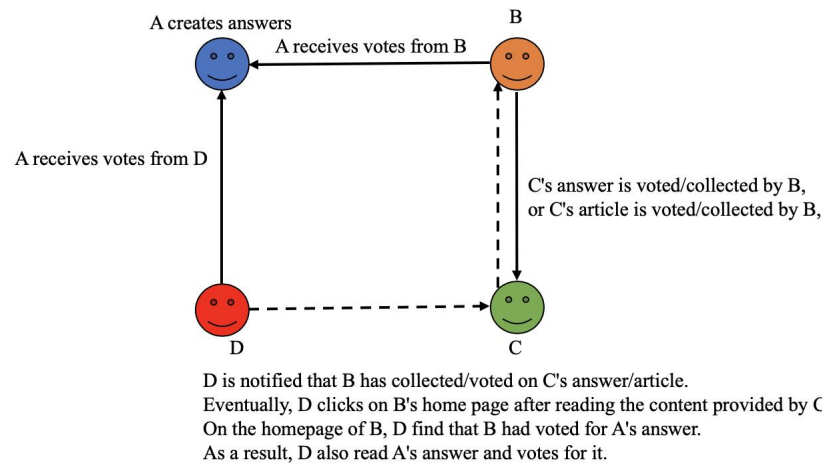 A creates answers
B
A receives votes from B
A receives votes from D
C's answer is voted/collected by B,
or C's article is voted/collected by B,
D
C
D is notified that B has collected/voted on C's answer/article.
Eventually, D clicks on B's home page after reading the content provided by C
On the homepage of B, D find that B had voted for A's answer.
As a result, D also read A's answer and votes for it.